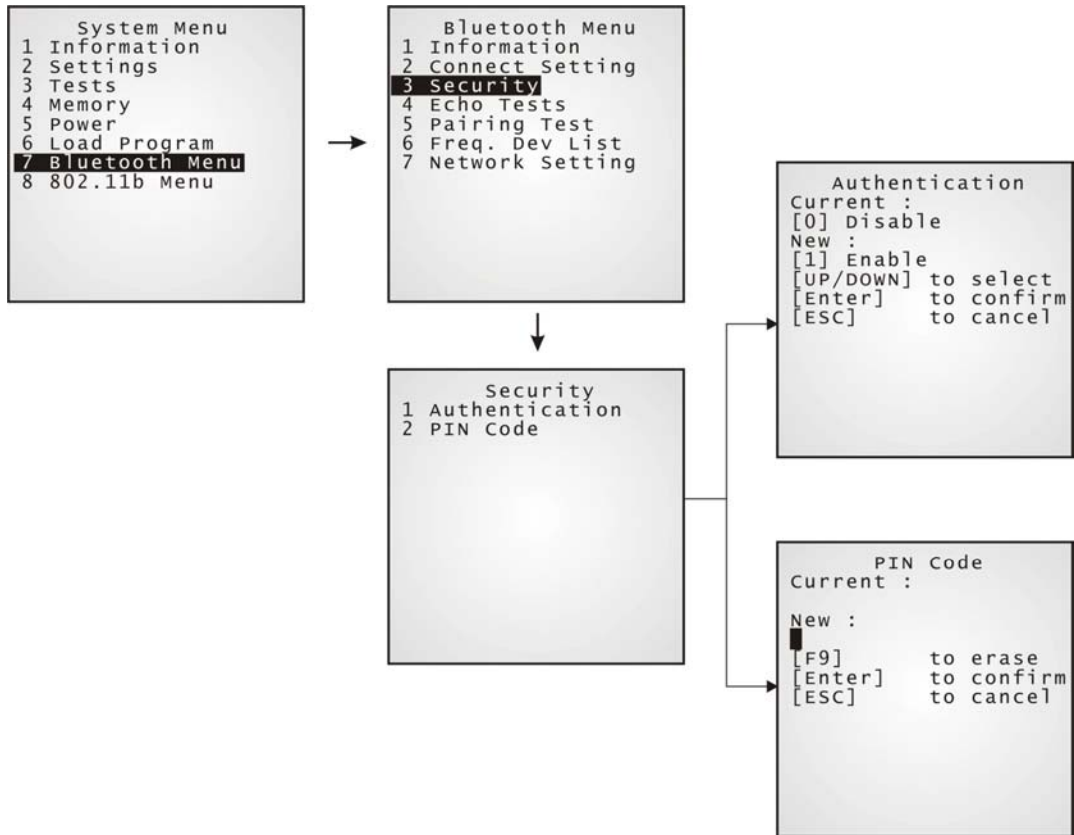 System Menu
1 Information
2 Settings
3 Tests
4 Memory
5 Power
6 Load Program
7 Bluetooth Menu
8 802.11b Menu
Bluetooth Menu
1 Information
2 Connect Setting
3 Security
4 Echo Tests
5 Pairing Test
6 Freq. Dev List
7 Network Setting
Security
1 Authentication
2 PIN Code
Authentication
Current :
[0] Disable
New :
[1] Enable
[UP/DOWN] to select
[Enter] to confirm
[ESC] to cancel
PIN Code
Current :
New :
[F9] to erase
[Enter] to confirm
[ESC] to cancel